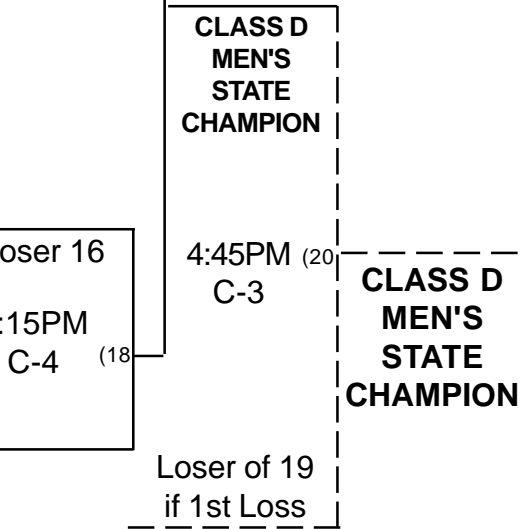 CLASS D
MEN'S
STATE
CHAMPION
oser 16
4:45PM (20
C-3
CLASS D
MEN'S
STATE
CHAMPION
:15PM
C-4 (18
Loser of 19
if 1st Loss